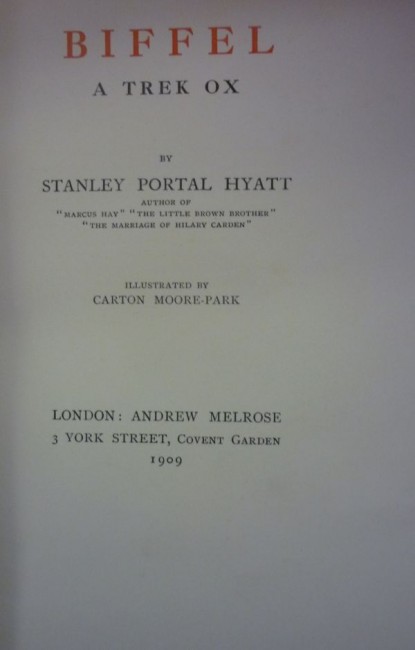 BIFFEL
A TREK OX
BY
STANLEY PORTAL HYATT
AUTHOR OF
"MARCUS HAY" "THE LITTLE BROWN BROTHER"
"THE MARRIAGE OF HILARY CARDEN"
ILLUSTRATED BY
CARTON MOORE-PARK
LONDON: ANDREW MELROSE
3 YORK STREET, COVENT GARDEN
1909